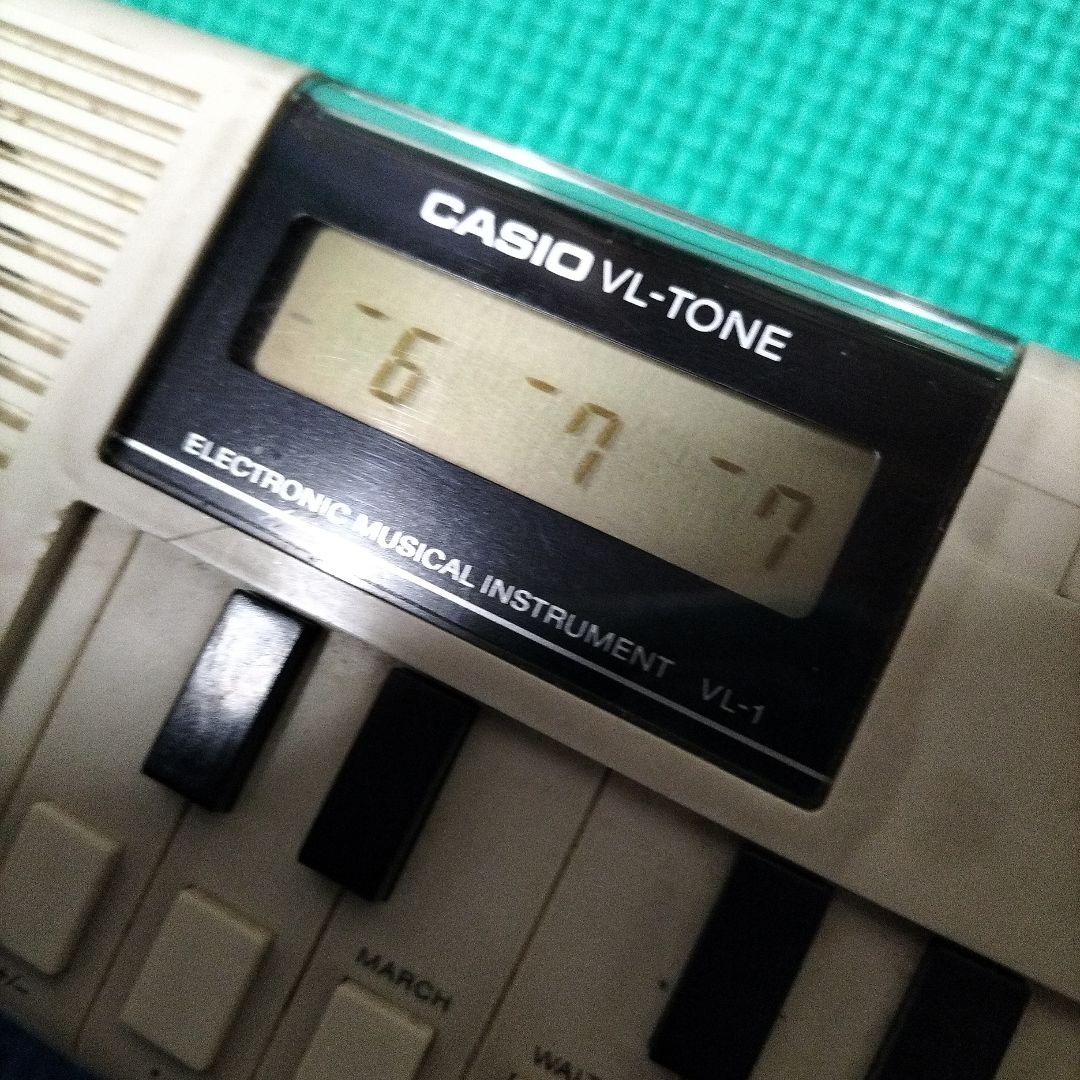 CASIO VL-TONE
-6 -7 -7
ELECTRONIC MUSICAL INSTRUMENT VL-1
MARCH